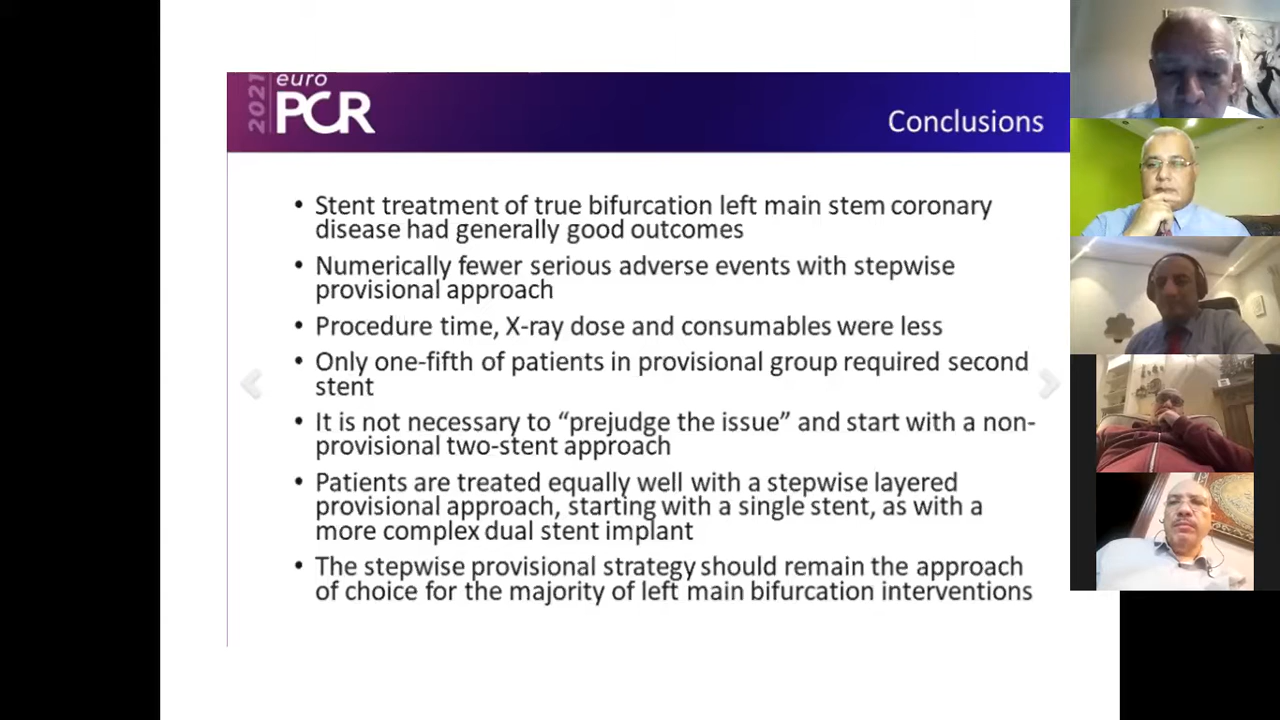 2021
euro
PCR
Conclusions
• Stent treatment of true bifurcation left main stem coronary
disease had generally good outcomes
• Numerically fewer serious adverse events with stepwise
provisional approach
• Procedure time, X-ray dose and consumables were less
• Only one-fifth of patients in provisional group required second
stent
• It is not necessary to “prejudge the issue” and start with a non-
provisional two-stent approach
• Patients are treated equally well with a stepwise layered
provisional approach, starting with a single stent, as with a
more complex dual stent implant
• The stepwise provisional strategy should remain the approach
of choice for the majority of left main bifurcation interventions